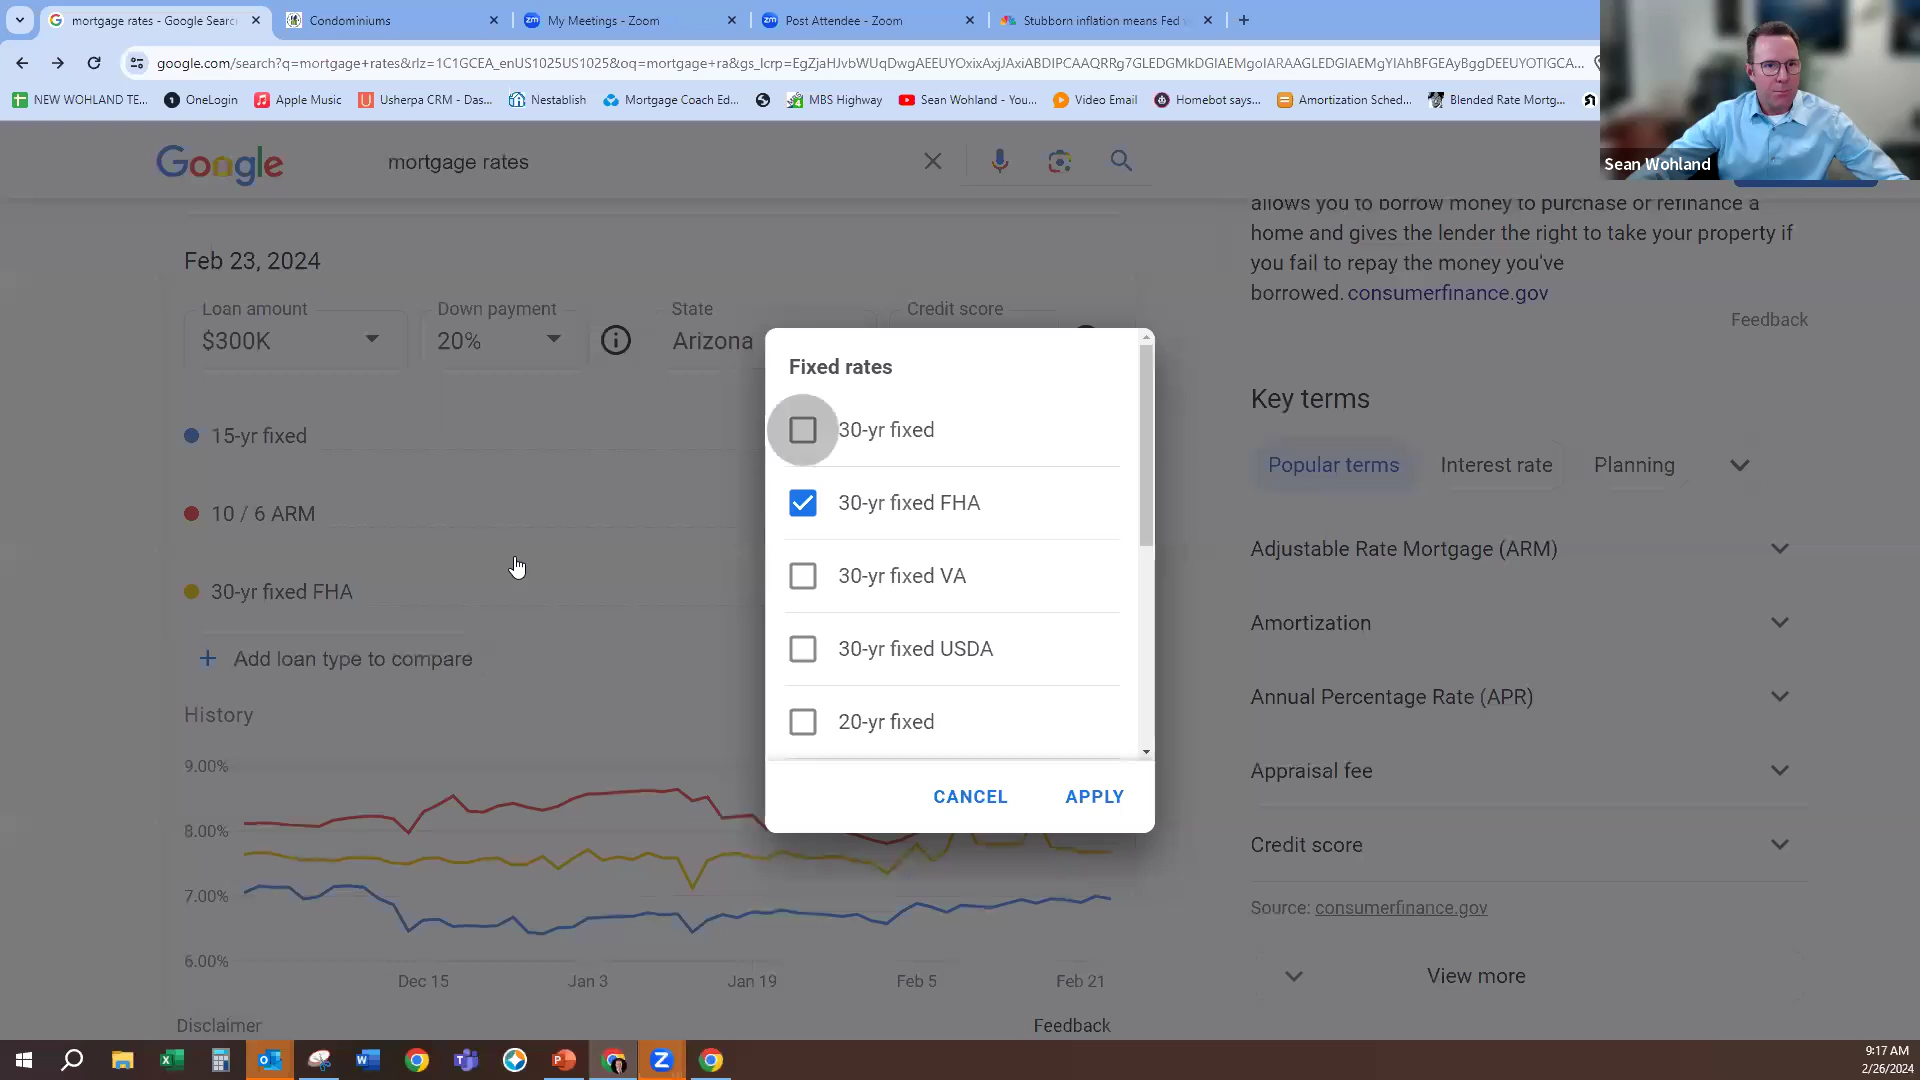 mortgage rates - Google Searc
Condominiums
My Meetings - Zoom
Post Attendee - Zoom
Stubborn inflation means Fed w
google.com/search?q=mortgage+rates&rlz=1C1GCEA_enUS1025US1025&oq=mortgage+ra&gs_lcrp=EgZjaHJvbWUqDwgAEEUYOxixAxjJAxiABDIPCAAQRRg7GLEDGMkDGIAEMgoIARAAGLEDGIAEMgYIAhBFGEAyBggDEEUYOTIGCA...
NEW WOHLAND TE...
OneLogin
Apple Music
Usherpa CRM - Das...
Nestablish
Mortgage Coach Ed...
MBS Highway
Sean Wohland - You...
Video Email
Homebot says...
Amortization Sched...
Blended Rate Mortg...
Sean Wohland
Google
mortgage rates
allows you to borrow money to purchase or refinance a
home and gives the lender the right to take your property if
you fail to repay the money you've
borrowed. consumerfinance.gov
Feedback
Feb 23, 2024
Loan amount
Down payment
State
Credit score
$300K
20%
Arizona
15-yr fixed
10 / 6 ARM
30-yr fixed FHA
+ Add loan type to compare
Fixed rates
30-yr fixed
30-yr fixed FHA
30-yr fixed VA
30-yr fixed USDA
20-yr fixed
CANCEL
APPLY
Key terms
Popular terms
Interest rate
Planning
Adjustable Rate Mortgage (ARM)
Amortization
Annual Percentage Rate (APR)
Appraisal fee
Credit score
Source: consumerfinance.gov
View more
History
9.00%
8.00%
7.00%
6.00%
Dec 15
Jan 3
Jan 19
Feb 5
Feb 21
Disclaimer
Feedback
9:17 AM
2/26/2024